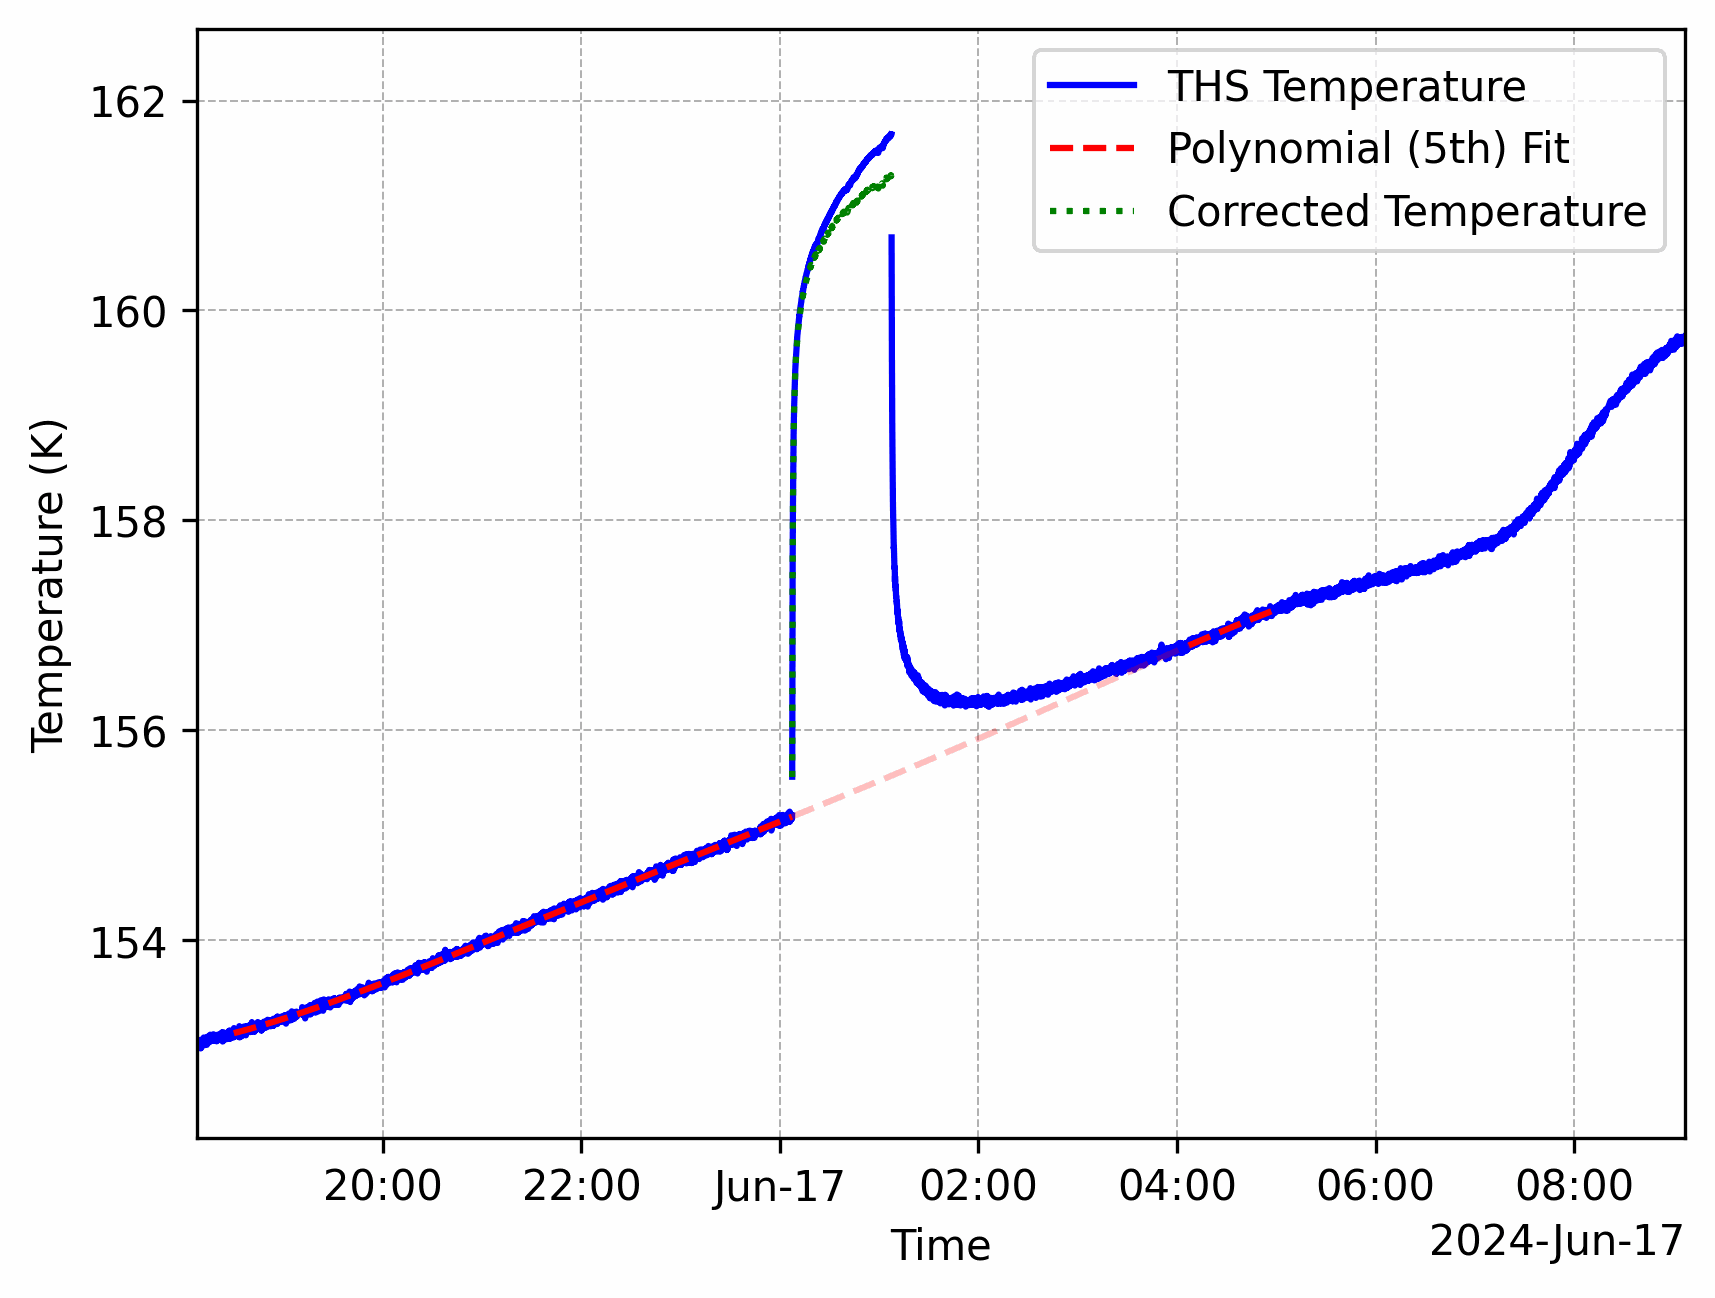 THS Temperature
Polynomial (5th) Fit
Corrected Temperature
162
160
158
156
154
Temperature (K)
20:00
22:00
Jun-17
02:00
04:00
06:00
08:00
Time
2024-Jun-17